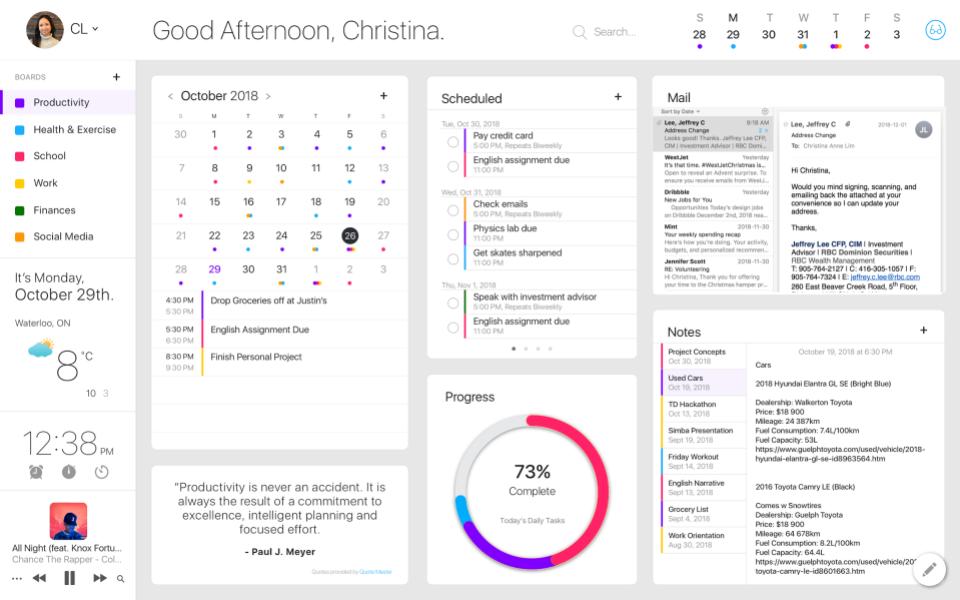 CL
Good Afternoon, Christina.
Search...
S M T W T F S
28 29 30 31 1 2 3
BOARDS +
Productivity
Health & Exercise
School
Work
Finances
Social Media
It's Monday,
October 29th.
Waterloo, ON
8 °C
10 3
12:38 PM
All Night (feat. Knox Fortu...
Chance The Rapper - Col...
< October 2018 > +
S M T W T F S
30 1 2 3 4 5 6
7 8 9 10 11 12 13
14 15 16 17 18 19 20
21 22 23 24 25 26 27
28 29 30 31 1 2 3
4:30 PM Drop Groceries off at Justin's
5:30 PM
5:30 PM English Assignment Due
6:30 PM
8:30 PM Finish Personal Project
9:30 PM
"Productivity is never an accident. It is
always the result of a commitment to
excellence, intelligent planning and
focused effort.
- Paul J. Meyer
Quotes provided by Quote Master
Scheduled +
Tue, Oct 30, 2018
Pay credit card
5:00 PM, Repeats Biweekly
English assignment due
11:00 PM
Wed, Oct 31, 2018
Check emails
5:00 PM, Repeats Biweekly
Physics lab due
11:00 PM
Get skates sharpened
11:00 PM
Thu, Nov 1, 2018
Speak with investment advisor
5:00 PM, Repeats Biweekly
English assignment due
11:00 PM
Progress
73%
Complete
Today's Daily Tasks
Mail
Sort by Date
Lee, Jeffrey C 9:18 AM
Address Change 2
Looks good! Thanks. Jeffrey Lee CFP,
CIM I Investment Advisor | RBC Domi...
WestJet Yesterday
It's that time. #WestJetChristmas is...
Open to reveal an Advent surprise. To
ensure you receive emails from WestJ...
Dribbble Yesterday
New Jobs for You
Opportunities Today's design jobs
on Dribbble December 2nd, 2018 rea...
Mint 2018-11-30
Your weekly spending recap
Here's how you're doing. Your activity,
budgets, and personalized recommen...
Jennifer Scott 2018-11-30
RE: Volunteering
Hi Christina, Thank you for offering
your time to the Christmas hamper pr...
Lee, Jeffrey C 2018-12-01 JL
Address Change
To: Christina Anne Lim
Hi Christina,
Would you mind signing, scanning, and
emailing back the attached at your
convenience so I can update your
address.
Thanks,
Jeffrey Lee CFP, CIM I Investment
Advisor I RBC Dominion Securities I
RBC Wealth Management
T: 905-764-2127 I C: 416-305-1057 I F:
905-764-7324 I E: jeffrey.c.lee@rbc.com
260 East Beaver Creek Road, 5th Floor,
Notes +
Project Concepts
Oct 30, 2018
Used Cars
Oct 19, 2018
TD Hackathon
Oct 13, 2018
Simba Presentation
Sept 19, 2018
Friday Workout
Sept 14, 2018
English Narrative
Sept 13, 2018
Grocery List
Sept 4, 2018
Work Orientation
Aug 30, 2018
October 19, 2018 at 6:30 PM
Cars
2018 Hyundai Elantra GL SE (Bright Blue)
Dealership: Walkerton Toyota
Price: $18 900
Mileage: 24 387km
Fuel Consumption: 7.4L/100km
Fuel Capacity: 53L
https://www.guelphtoyota.com/used/vehicle/2018-
hyundai-elantra-gl-se-id8963564.htm
2016 Toyota Camry LE (Black)
Comes w Snowtires
Dealership: Guelph Toyota
Price: $18 900
Mileage: 64 678km
Fuel Consumption: 8.2L/100km
Fuel Capacity: 64.4L
https://www.guelphtoyota.com/used/vehicle/20
toyota-camry-le-id8601663.htm